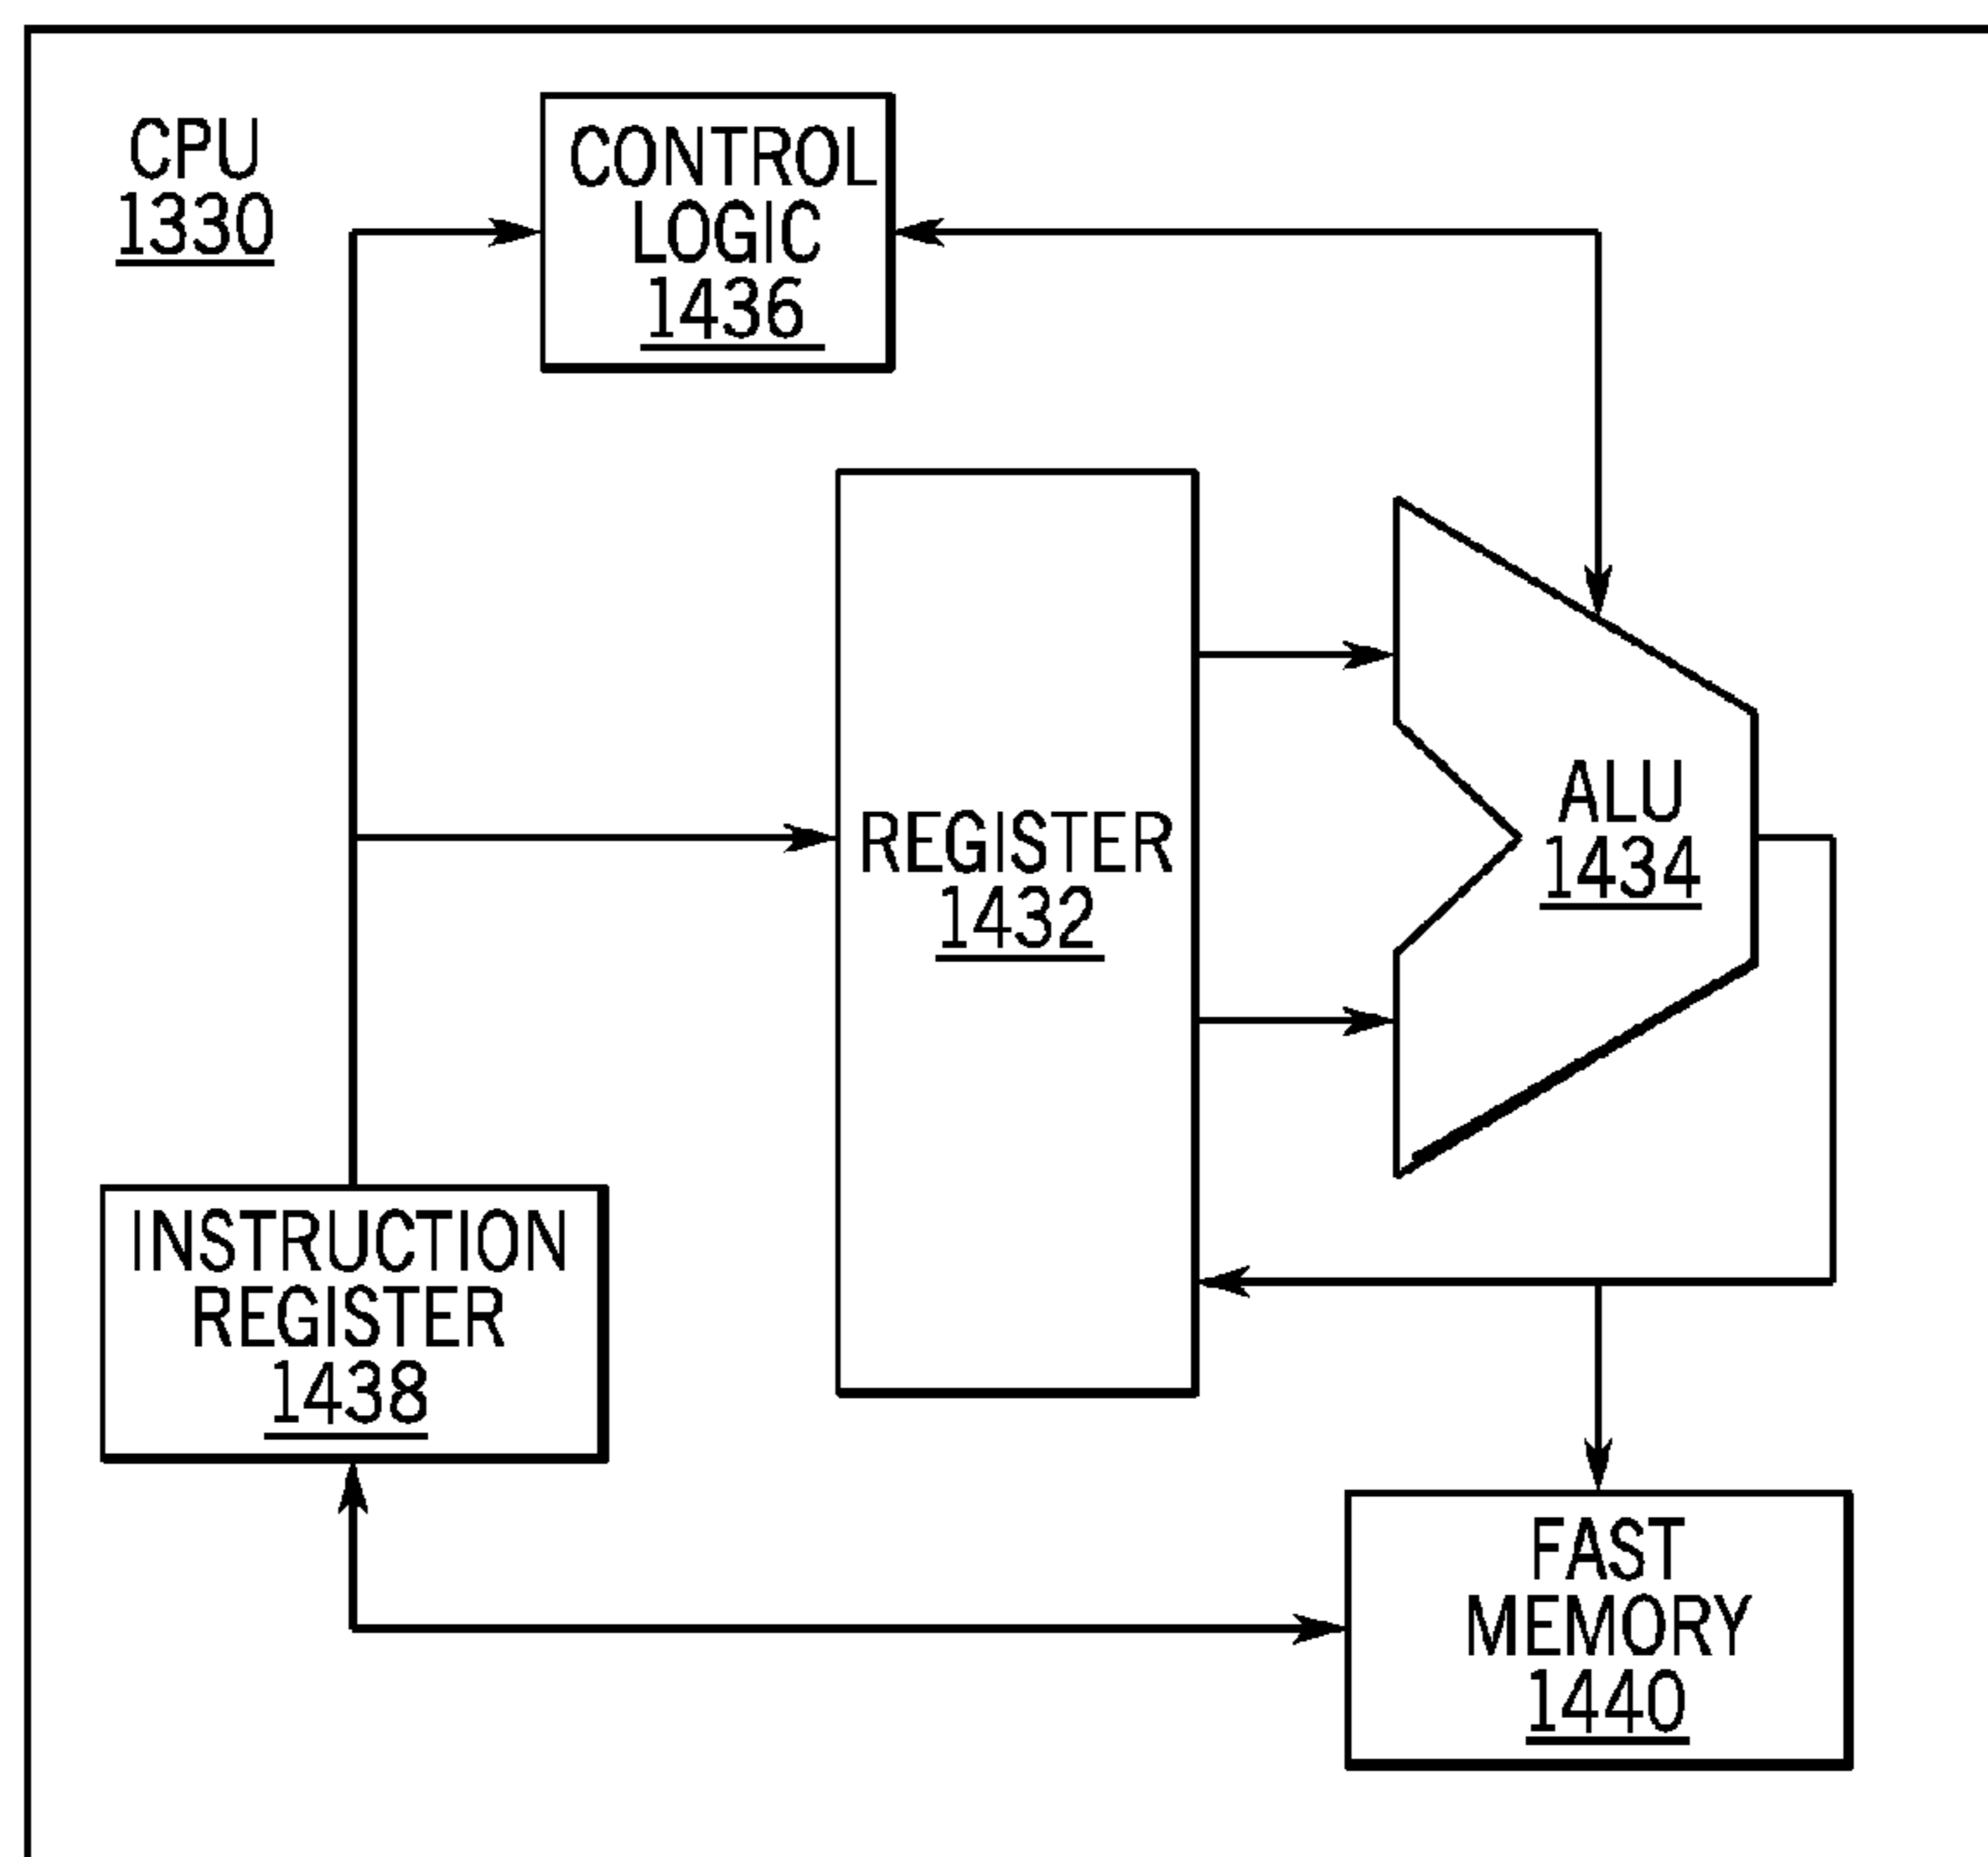 CPU
1330
CONTROL
LOGIC
1436
REGISTER
1432
ALU
1434
INSTRUCTION
REGISTER
1438
FAST
MEMORY
1440